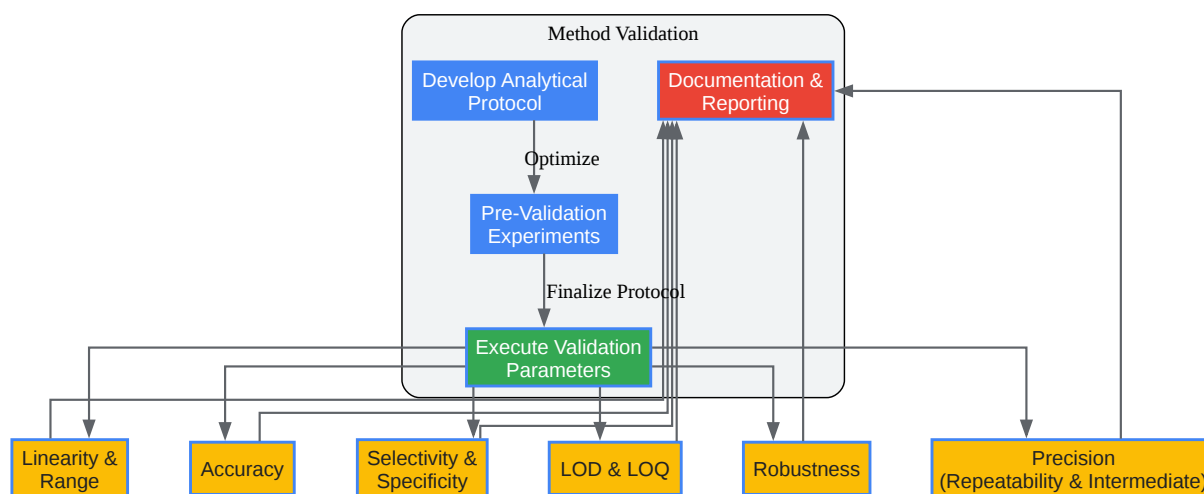 Method Validation
Develop Analytical
Protocol
Documentation &
Reporting
Optimize
Pre-Validation
Experiments
Finalize Protocol
Execute Validation
Parameters
Linearity &
Range
Accuracy
Selectivity &
Specificity
LOD & LOQ
Robustness
Precision
(Repeatability & Intermediate)